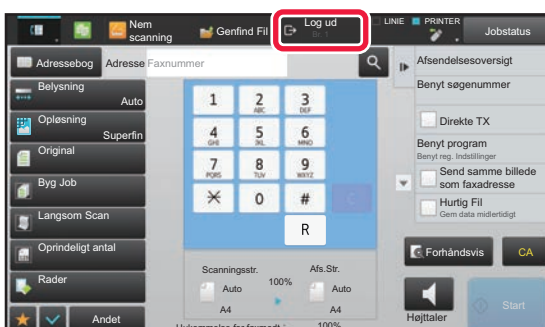 Nem
scanning
Genfind Fil
Log ud
Br. 1
LINIE
PRINTER
Jobstatus
Adressebog
Adresse
Faxnummer
Afsendelsesoversigt
Belysning
Auto
Benyt søgenummer
Opløsning
Superfin
Direkte TX
Original
Benyt program
Benyt reg. Indstillinger
Byg Job
Send samme billede
som faxadresse
Langsom Scan
Hurtig Fil
Gem data midlertidigt
Oprindeligt antal
Rader
Andet
1
2
ABC
3
DEF
4
GHI
5
JKL
6
MNO
7
PQRS
8
TUV
9
WXYZ
0
#
C
R
Scanningsstr.
Afs.Str.
100%
Auto
Auto
A4
A4
100%
Forhåndsvis
CA
Højttaler
Start